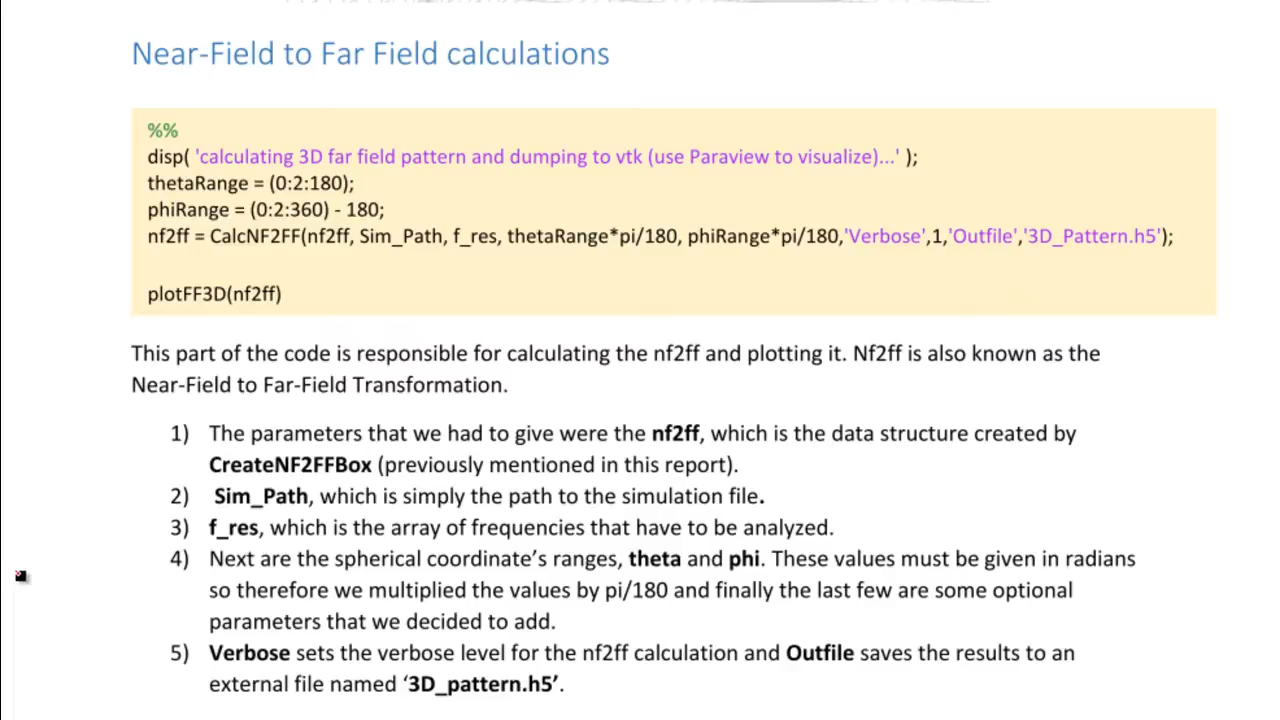 Near-Field to Far Field calculations
%%
disp( 'calculating 3D far field pattern and dumping to vtk (use Paraview to visualize)...' );
thetaRange = (0:2:180);
phiRange = (0:2:360) - 180;
nf2ff = CalcNF2FF(nf2ff, Sim_Path, f_res, thetaRange*pi/180, phiRange*pi/180,'Verbose',1,'Outfile','3D_Pattern.h5');
plotFF3D(nf2ff)
This part of the code is responsible for calculating the nf2ff and plotting it. Nf2ff is also known as the
Near-Field to Far-Field Transformation.
1) The parameters that we had to give were the nf2ff, which is the data structure created by
CreateNF2FFBox (previously mentioned in this report).
2) Sim_Path, which is simply the path to the simulation file.
3) f_res, which is the array of frequencies that have to be analyzed.
4) Next are the spherical coordinate’s ranges, theta and phi. These values must be given in radians
so therefore we multiplied the values by pi/180 and finally the last few are some optional
parameters that we decided to add.
5) Verbose sets the verbose level for the nf2ff calculation and Outfile saves the results to an
external file named ‘3D_pattern.h5’.